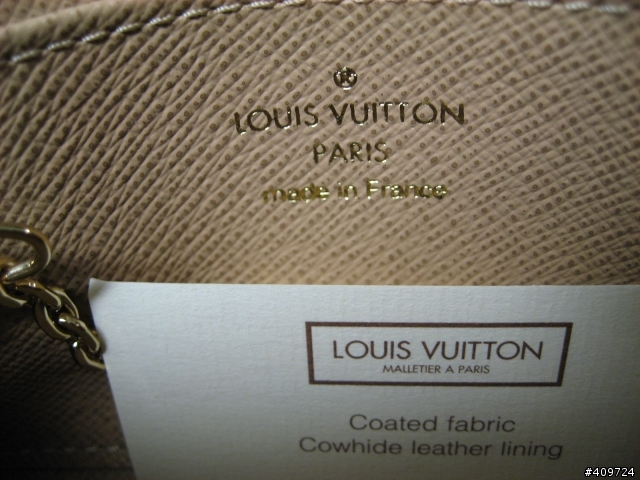 ®
LOUIS VUITTON
PARIS
made in France
LOUIS VUITTON
MALLETIER A PARIS
Coated fabric
Cowhide leather lining
#409724